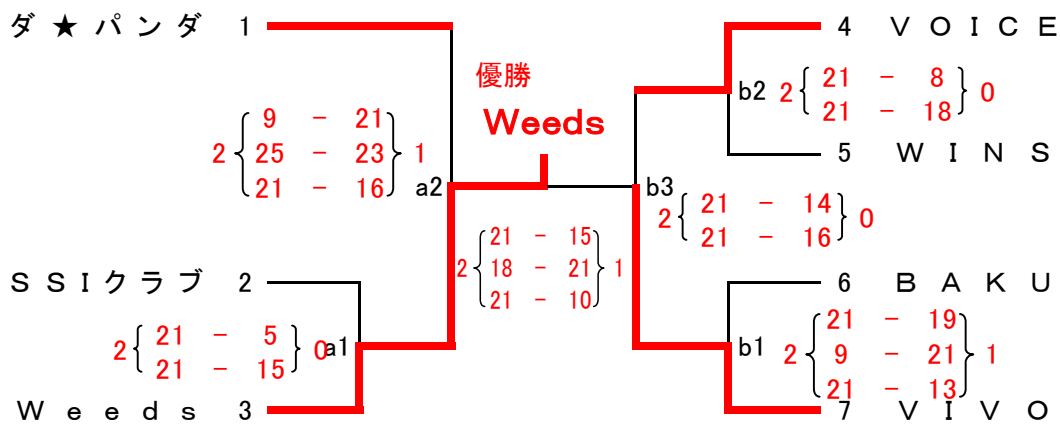 ダ★パンダ 1
4 VOICE
優勝
Weeds
b2 2 { 21 － 8 } 0
21 － 18
2 { 9 － 21 } 1
25 － 23
21 － 16
5 WINS
a2
b3
2 { 21 － 14 } 0
21 － 16
2 { 21 － 15 } 1
18 － 21
21 － 10
SSIクラブ 2
6 BAKU
2 { 21 － 5 } 0
21 － 15
a1
b1 2 { 21 － 19 } 1
9 － 21
21 － 13
Weeds 3
7 VIVO